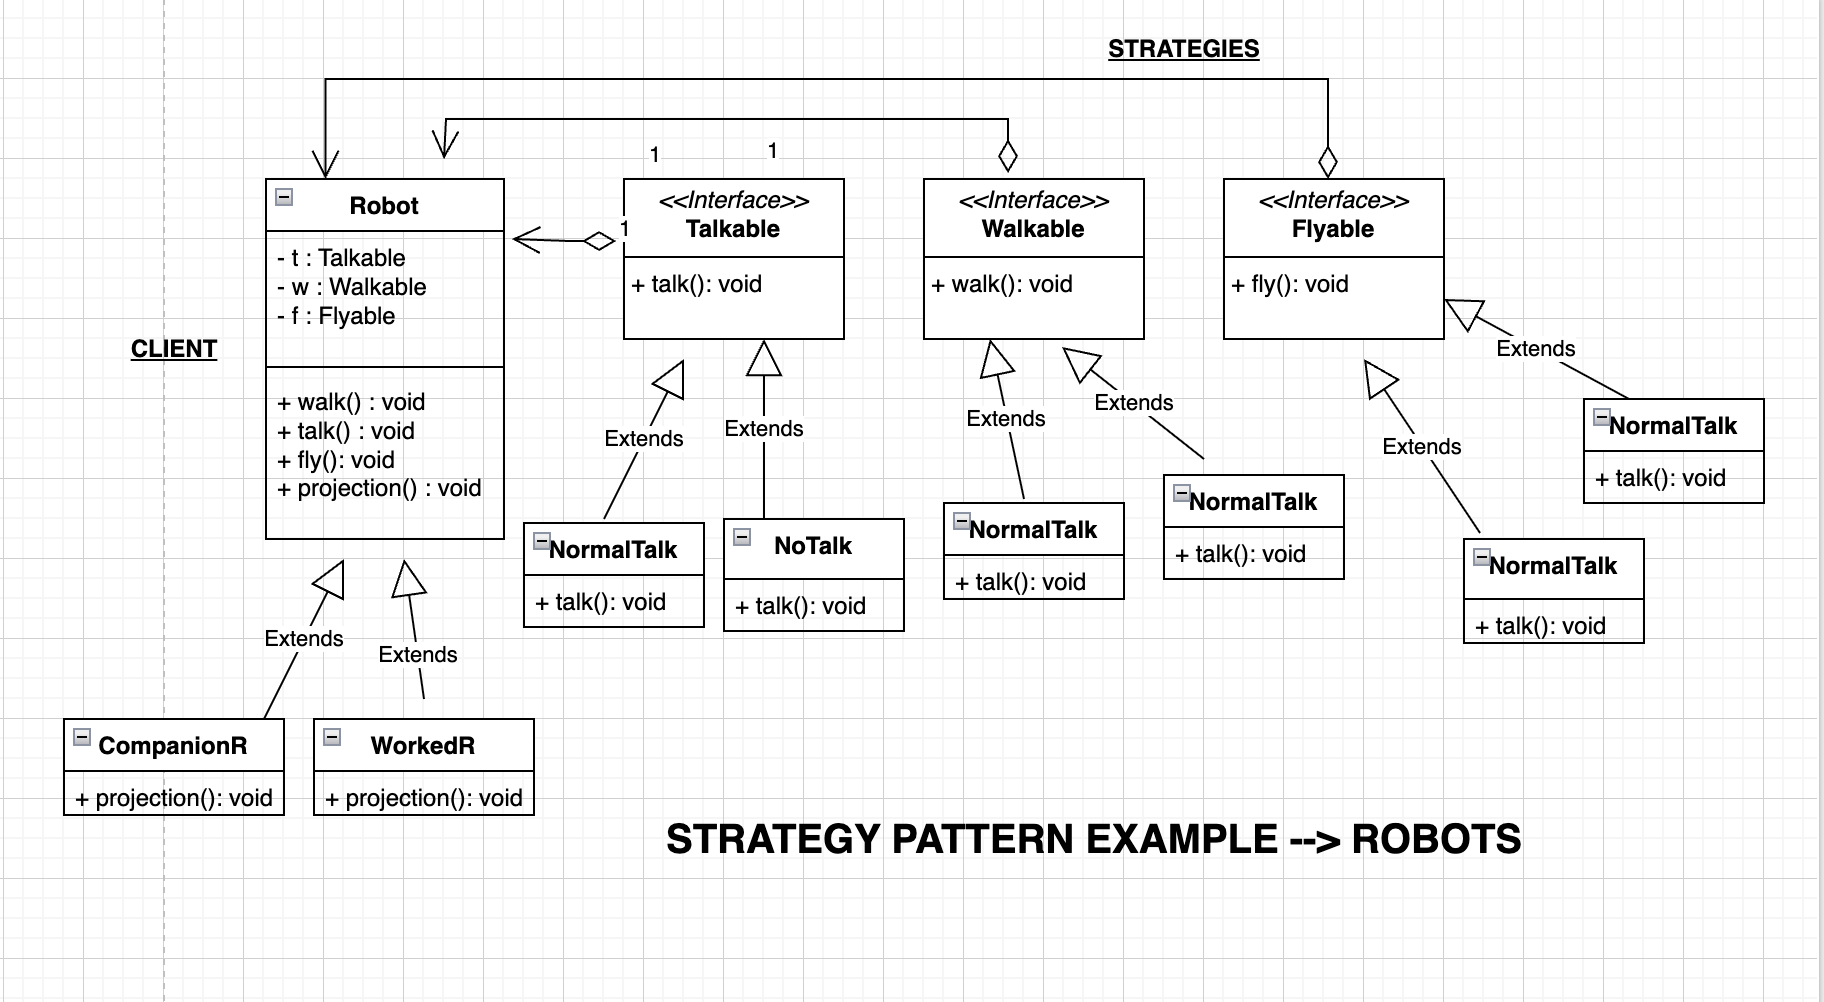 STRATEGIES
1
1
Robot
- t : Talkable
- w : Walkable
- f : Flyable
+ walk() : void
+ talk() : void
+ fly(): void
+ projection() : void
CLIENT
1
<<Interface>>
Talkable
+ talk(): void
<<Interface>>
Walkable
+ walk(): void
<<Interface>>
Flyable
+ fly(): void
Extends
Extends
Extends
Extends
Extends
Extends
NormalTalk
+ talk(): void
NoTalk
+ talk(): void
NormalTalk
+ talk(): void
NormalTalk
+ talk(): void
NormalTalk
+ talk(): void
NormalTalk
+ talk(): void
Extends
Extends
CompanionR
+ projection(): void
WorkedR
+ projection(): void
STRATEGY PATTERN EXAMPLE --> ROBOTS